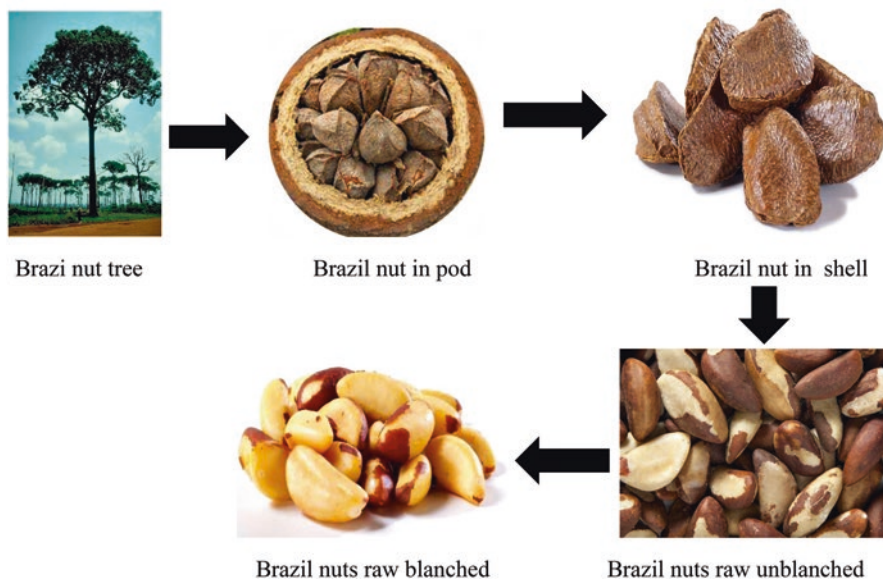 Brazi nut tree
Brazil nut in pod
Brazil nut in shell
Brazil nuts raw blanched
Brazil nuts raw unblanched